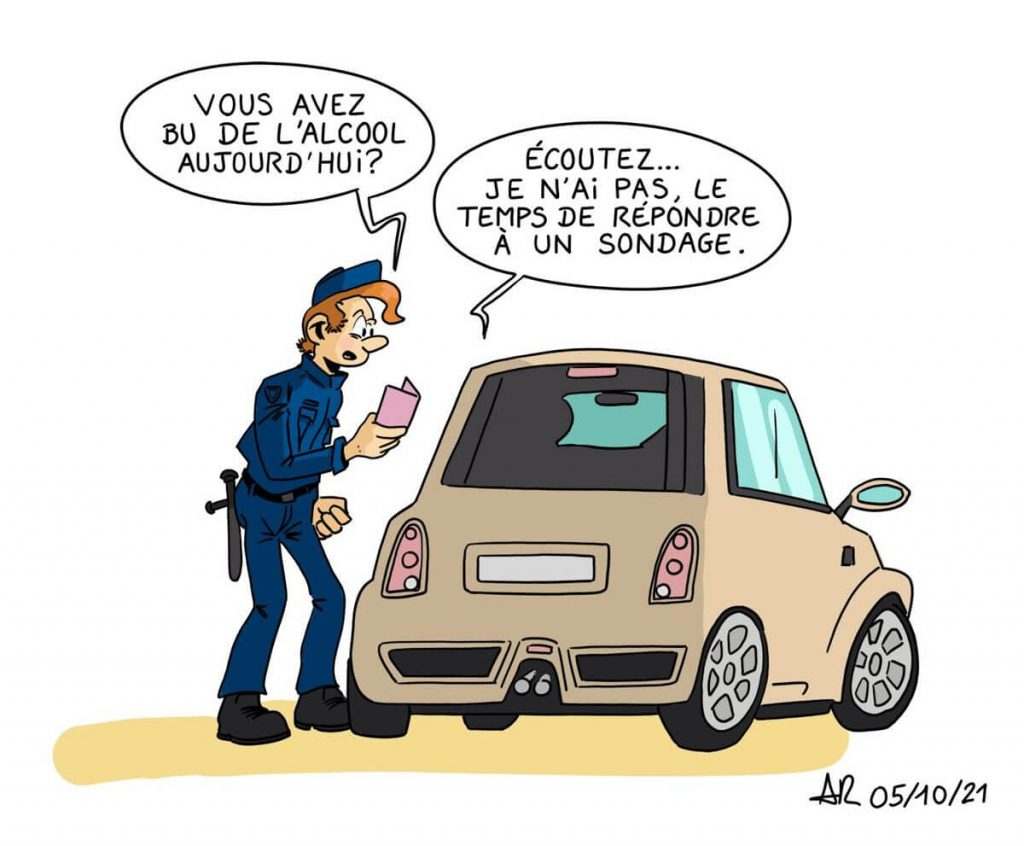 VOUS AVEZ
BU DE L'ALCOOL
AUJOURD'HUi?
ÉCOUTEZ...
JE N'Ai PAS, LE
TEMPS DE RÉPONDRE
À UN SONDAGE.
AR 05/10/21